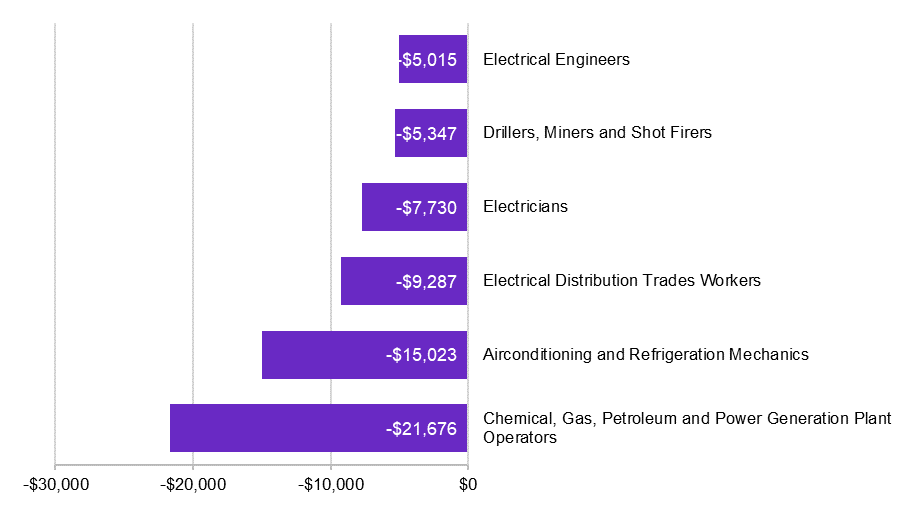 -$5,015 Electrical Engineers
-$5,347 Drillers, Miners and Shot Firers
-$7,730 Electricians
-$9,287 Electrical Distribution Trades Workers
-$15,023 Airconditioning and Refrigeration Mechanics
-$21,676 Chemical, Gas, Petroleum and Power Generation Plant
Operators
-$30,000 -$20,000 -$10,000 $0